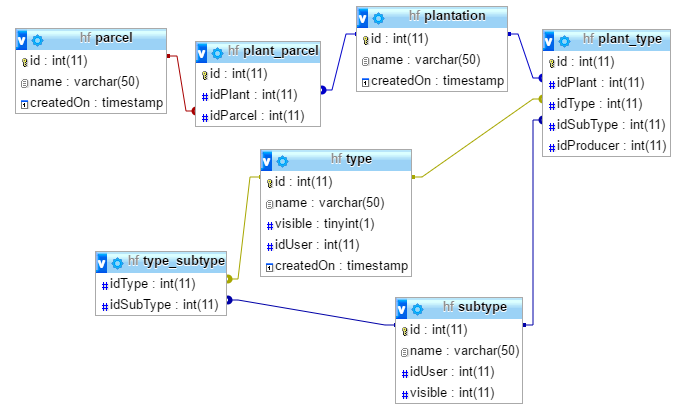 hf parcel
id : int(11)
name : varchar(50)
createdOn : timestamp
hf plant_parcel
id : int(11)
idPlant : int(11)
idParcel : int(11)
hf plantation
id : int(11)
name : varchar(50)
createdOn : timestamp
hf plant_type
id : int(11)
idPlant : int(11)
idType : int(11)
idSubType : int(11)
idProducer : int(11)
hf type
id : int(11)
name : varchar(50)
visible : tinyint(1)
idUser : int(11)
createdOn : timestamp
hf type_subtype
idType : int(11)
idSubType : int(11)
hf subtype
id : int(11)
name : varchar(50)
idUser : int(11)
visible : int(11)